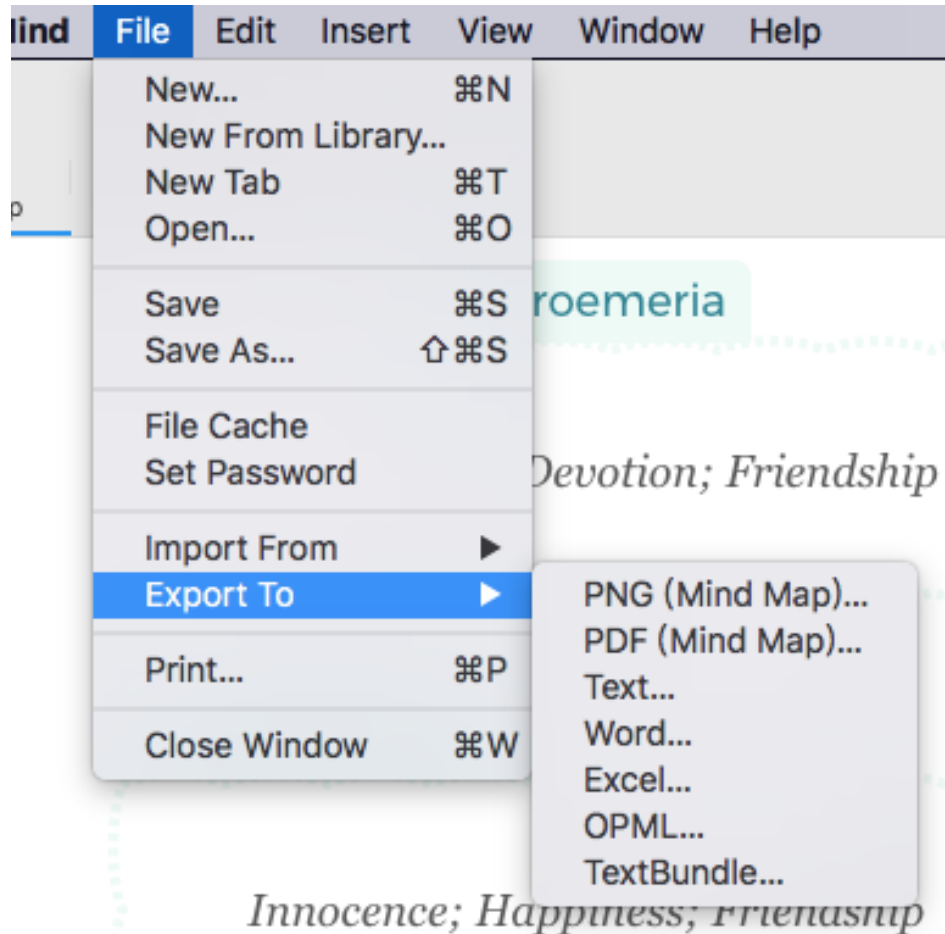 lind File Edit Insert View Window Help
New... ⌘N
New From Library...
New Tab ⌘T
p
Open... ⌘O
roemeria
Save ⌘S
Save As... ⇧⌘S
File Cache
Set Password
Devotion; Friendship
Import From ▶
Export To ▶
PNG (Mind Map)...
PDF (Mind Map)...
Text...
Word...
Excel...
OPML...
TextBundle...
Print... ⌘P
Close Window ⌘W
Innocence; Happiness; Friendship